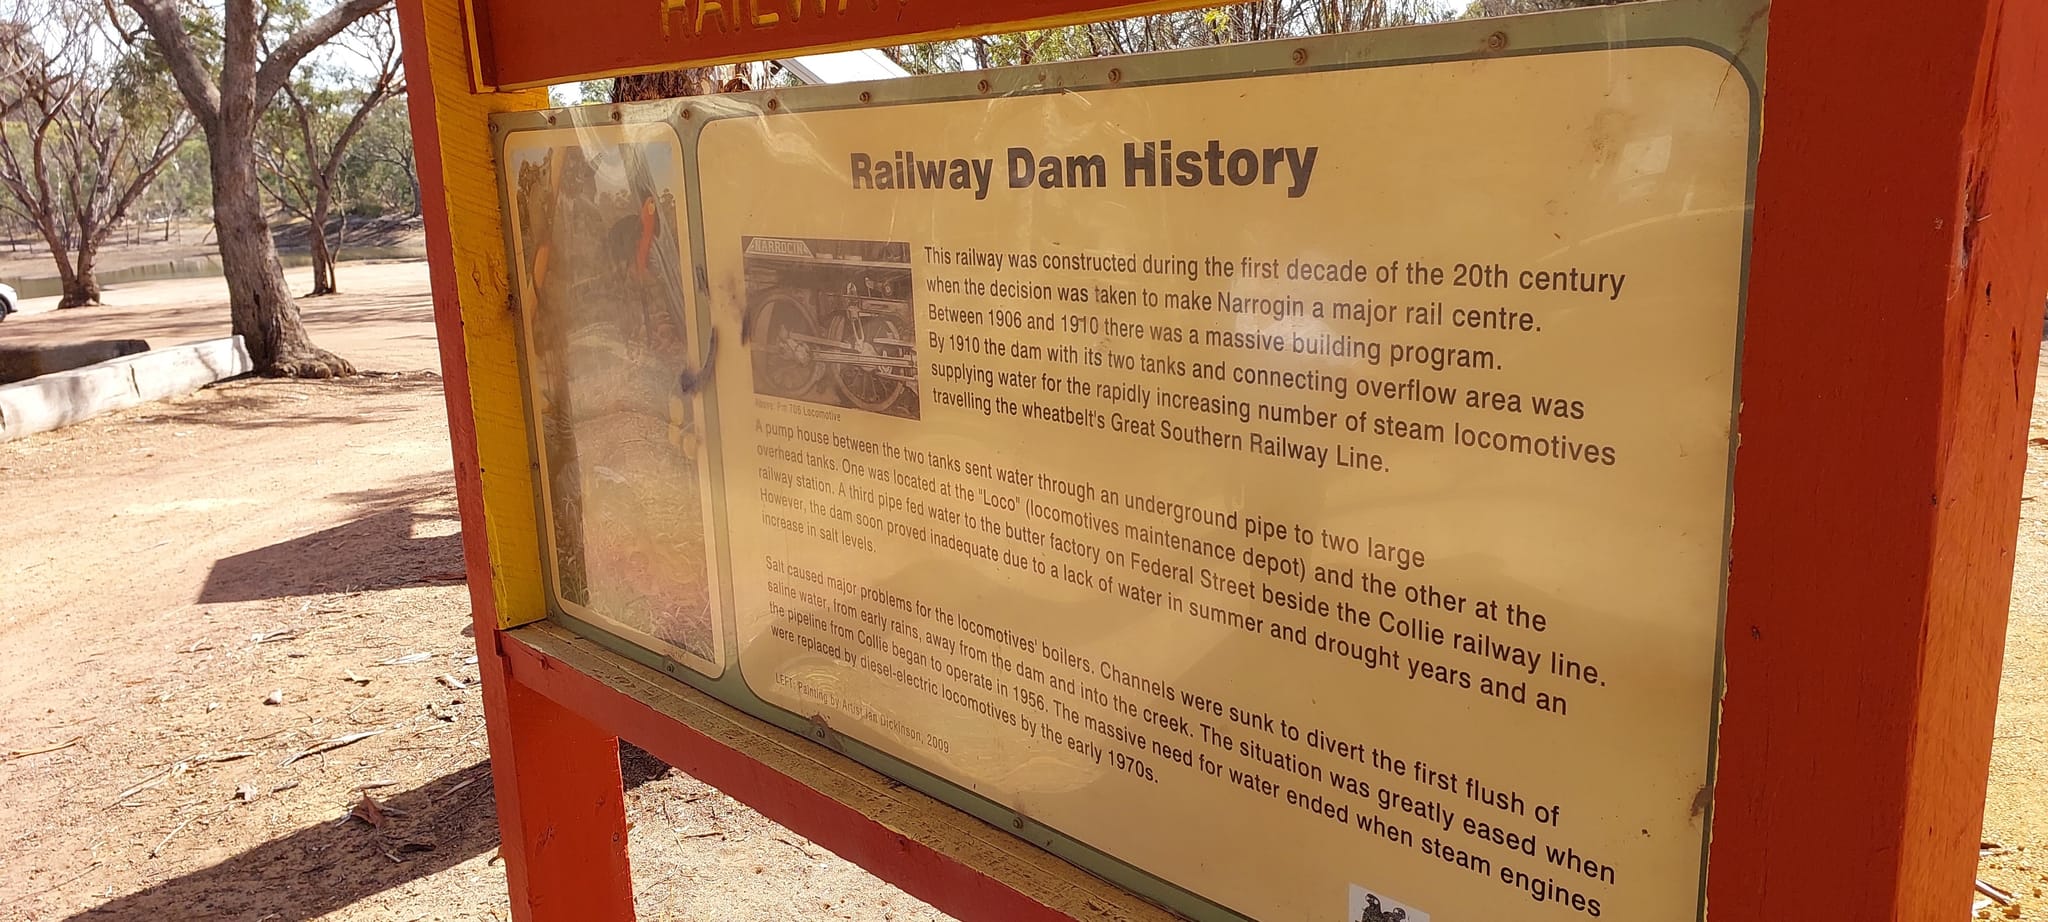 RAILWAY
Railway Dam History
NARROGIN
This railway was constructed during the first decade of the 20th century
when the decision was taken to make Narrogin a major rail centre.
Between 1906 and 1910 there was a massive building program.
By 1910 the dam with its two tanks and connecting overflow area was
supplying water for the rapidly increasing number of steam locomotives
travelling the wheatbelt's Great Southern Railway Line.
Above: Pm 706 Locomotive
A pump house between the two tanks sent water through an underground pipe to two large
overhead tanks. One was located at the "Loco" (locomotives maintenance depot) and the other at the
railway station. A third pipe fed water to the butter factory on Federal Street beside the Collie railway line.
However, the dam soon proved inadequate due to a lack of water in summer and drought years and an
increase in salt levels.
Salt caused major problems for the locomotives' boilers. Channels were sunk to divert the first flush of
saline water, from early rains, away from the dam and into the creek. The situation was greatly eased when
the pipeline from Collie began to operate in 1956. The massive need for water ended when steam engines
were replaced by diesel-electric locomotives by the early 1970s.
LEFT: Painting by Artist Jan Dickinson, 2009